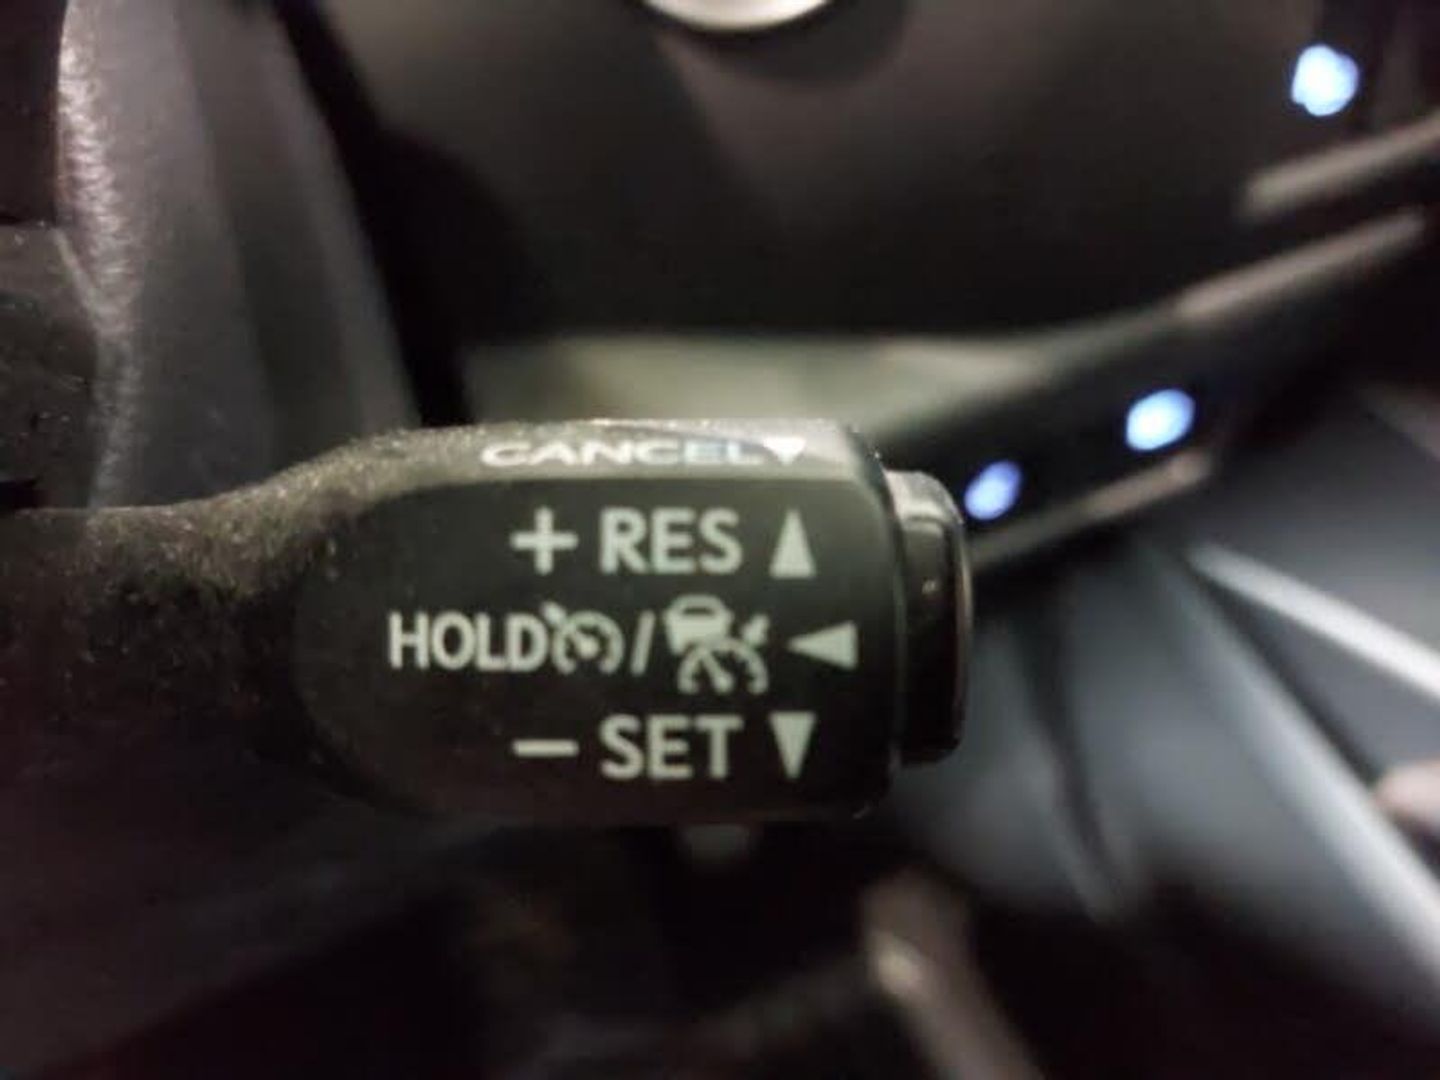 CANCEL▼
+ RES ▲
HOLD / ◀
− SET ▼